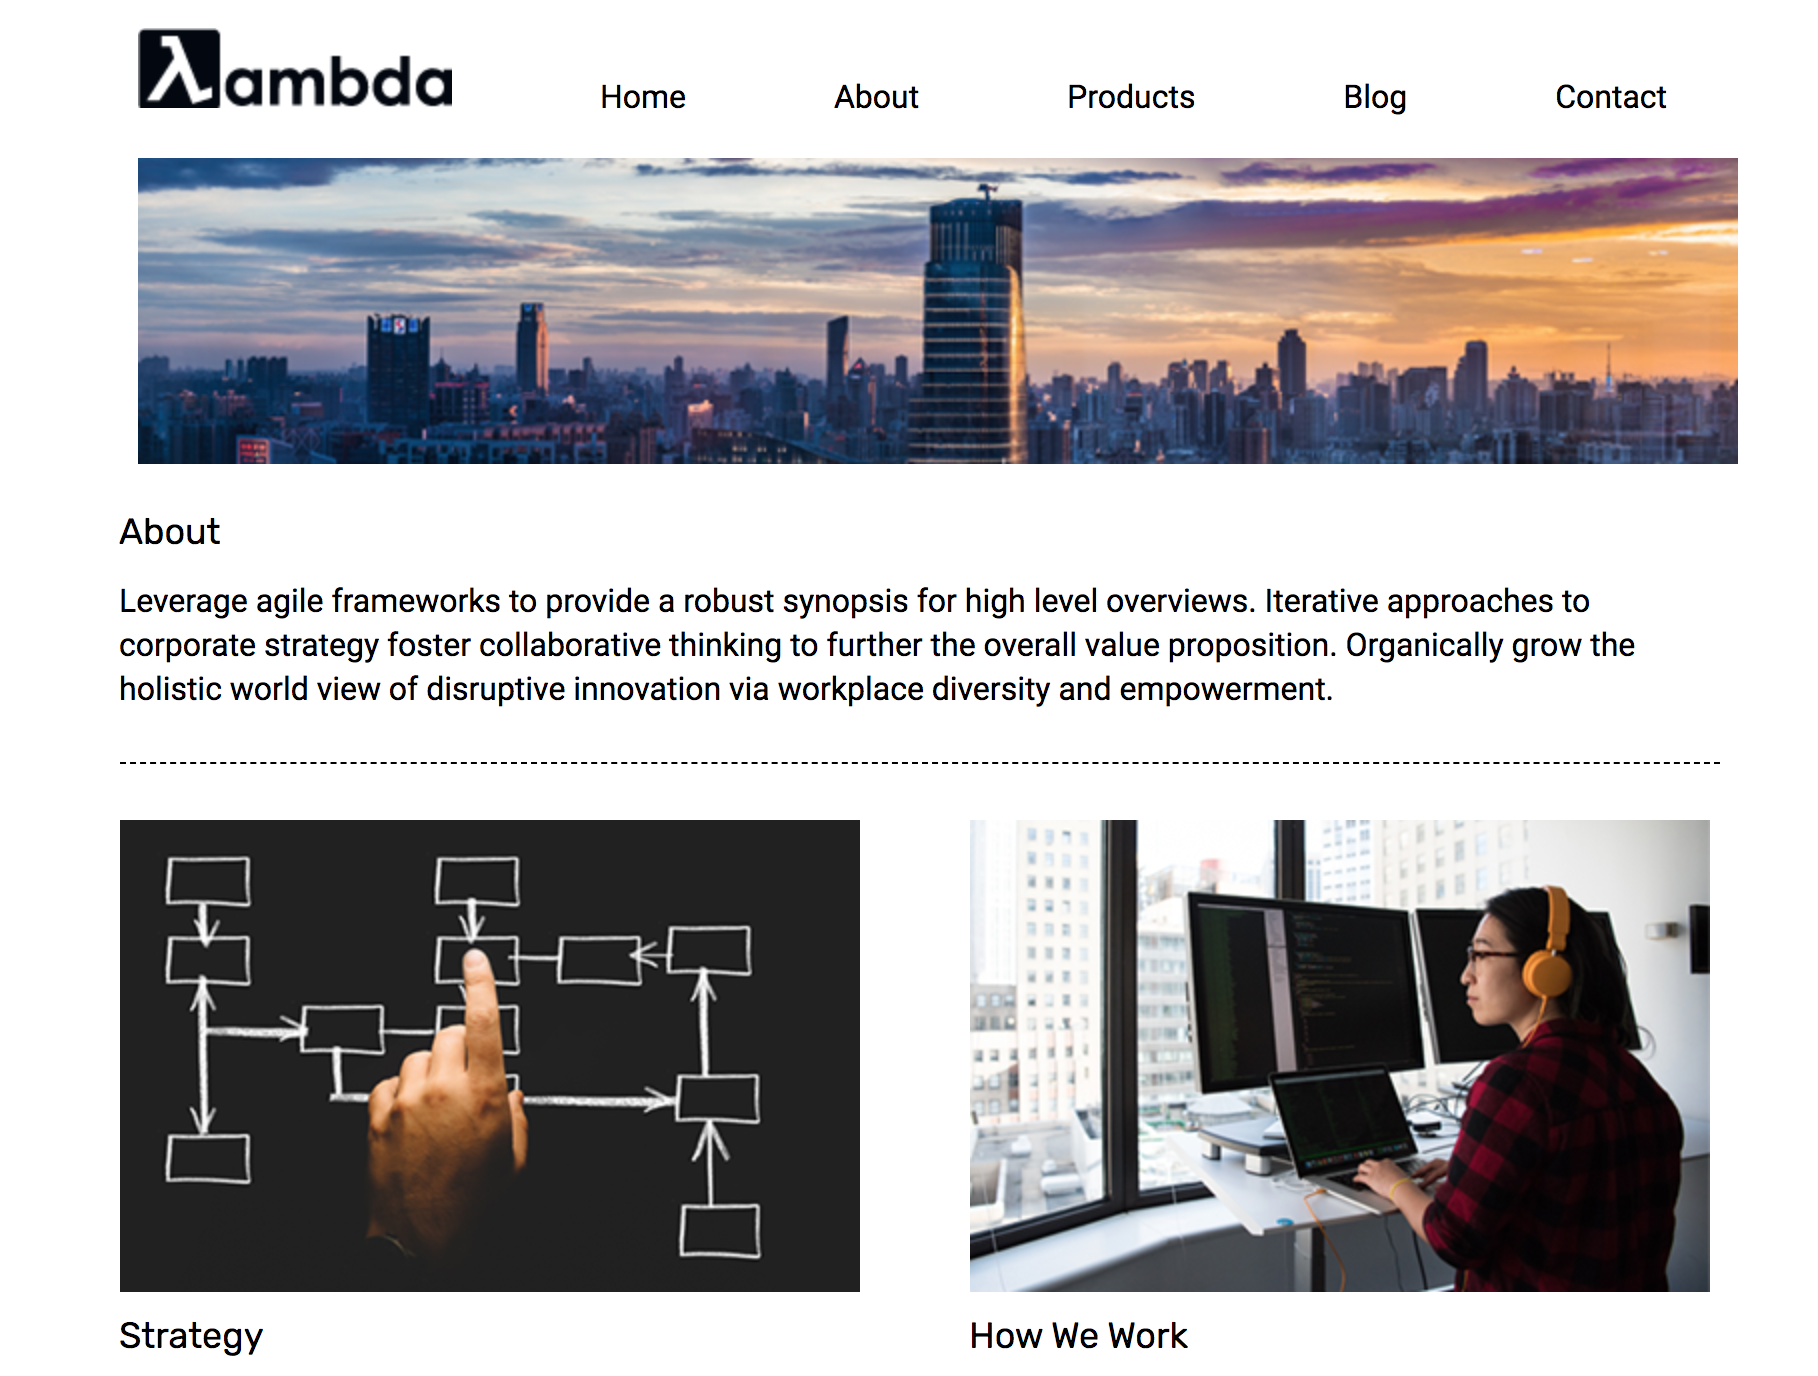 λambda
Home About Products Blog Contact
About
Leverage agile frameworks to provide a robust synopsis for high level overviews. Iterative approaches to
corporate strategy foster collaborative thinking to further the overall value proposition. Organically grow the
holistic world view of disruptive innovation via workplace diversity and empowerment.
Strategy
How We Work